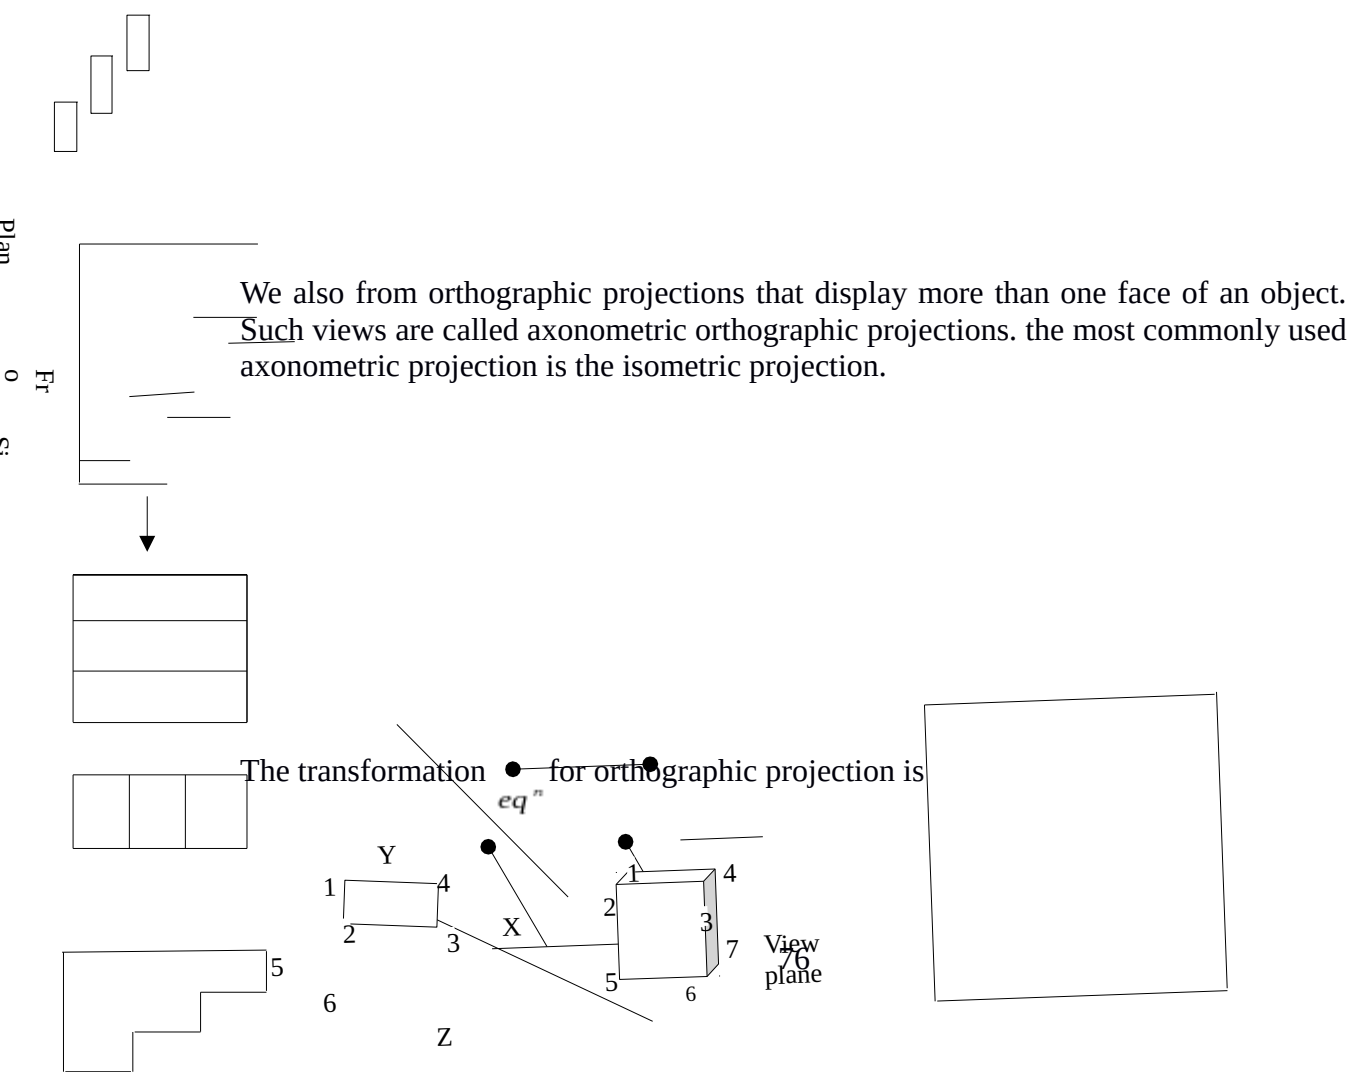 Plan
Fr
o
Si
We also from orthographic projections that display more than one face of an object.
Such views are called axonometric orthographic projections. the most commonly used
axonometric projection is the isometric projection.
The transformation eqⁿ for orthographic projection is
Y
1 4
2 3
X
1 4
2 3
7
5 6
View
plane
76
5
6
Z